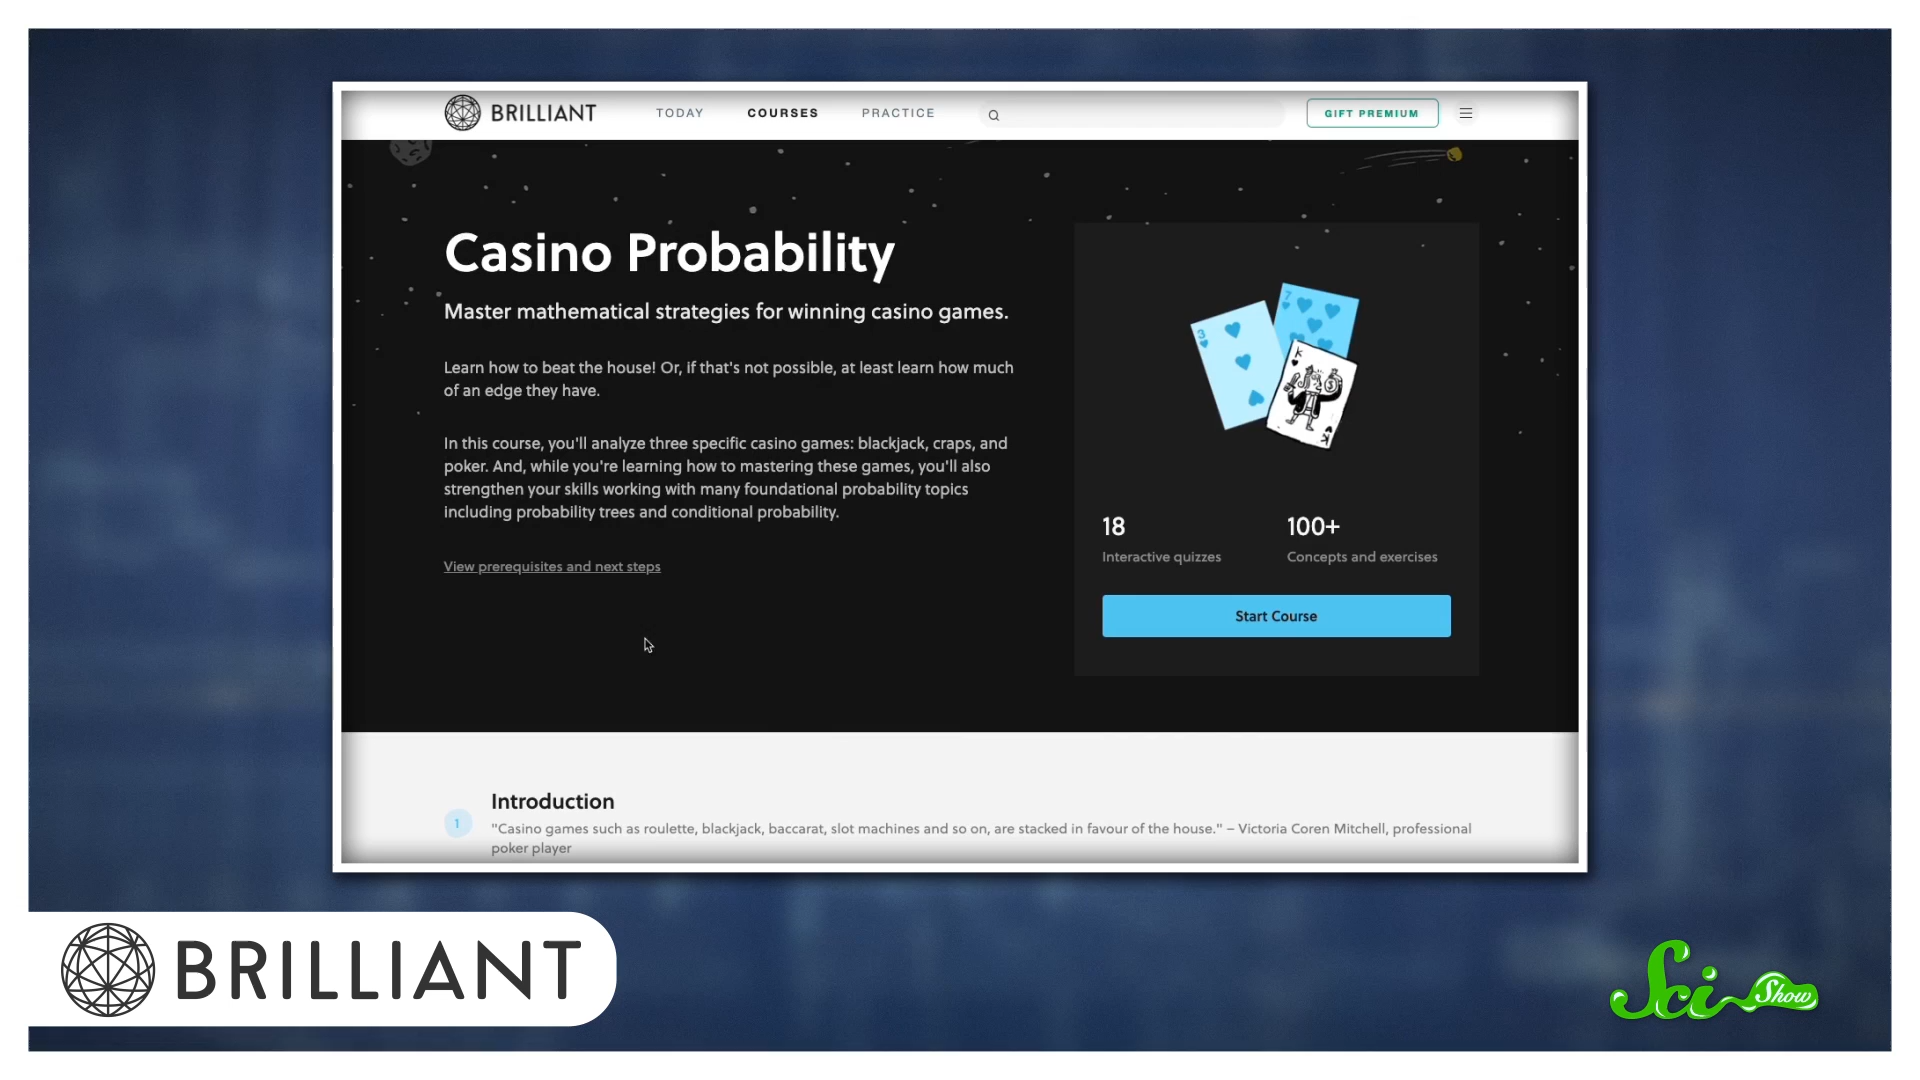 BRILLIANT
TODAY
COURSES
PRACTICE
GIFT PREMIUM
Casino Probability
Master mathematical strategies for winning casino games.
Learn how to beat the house! Or, if that's not possible, at least learn how much
of an edge they have.
In this course, you'll analyze three specific casino games: blackjack, craps, and
poker. And, while you're learning how to mastering these games, you'll also
strengthen your skills working with many foundational probability topics
including probability trees and conditional probability.
View prerequisites and next steps
3
7
K
K
18
100+
Interactive quizzes
Concepts and exercises
Start Course
Introduction
1
"Casino games such as roulette, blackjack, baccarat, slot machines and so on, are stacked in favour of the house." – Victoria Coren Mitchell, professional
poker player
BRILLIANT
Sci Show